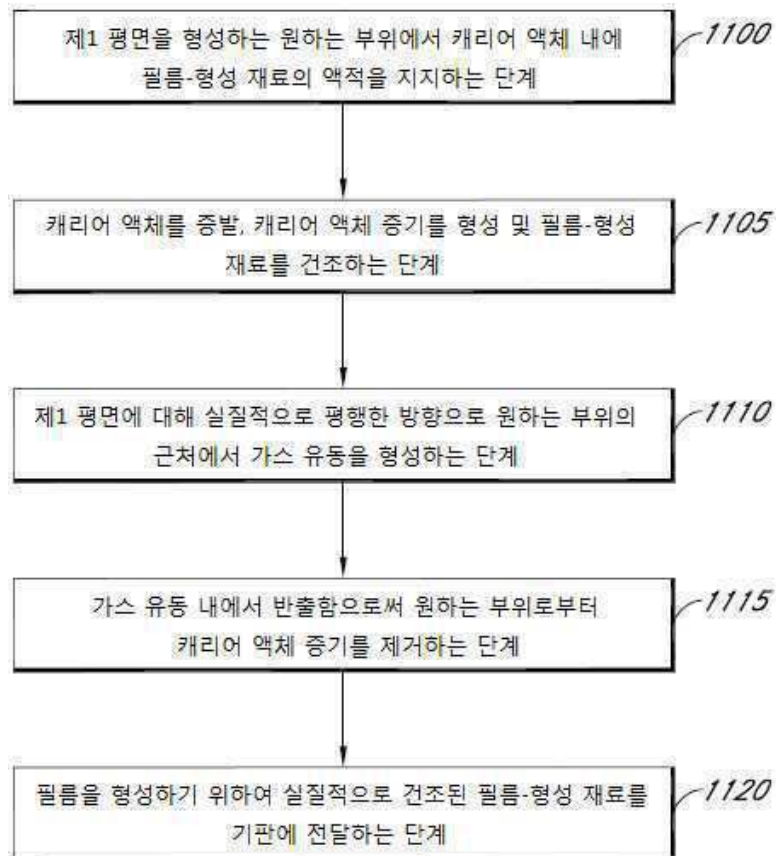 제1 평면을 형성하는 원하는 부위에서 캐리어 액체 내에
필름-형성 재료의 액적을 지지하는 단계
1100
캐리어 액체를 증발, 캐리어 액체 증기를 형성 및 필름-형성
재료를 건조하는 단계
1105
제1 평면에 대해 실질적으로 평행한 방향으로 원하는 부위의
근처에서 가스 유동을 형성하는 단계
1110
가스 유동 내에서 반출함으로써 원하는 부위로부터
캐리어 액체 증기를 제거하는 단계
1115
필름을 형성하기 위하여 실질적으로 건조된 필름-형성 재료를
기판에 전달하는 단계
1120